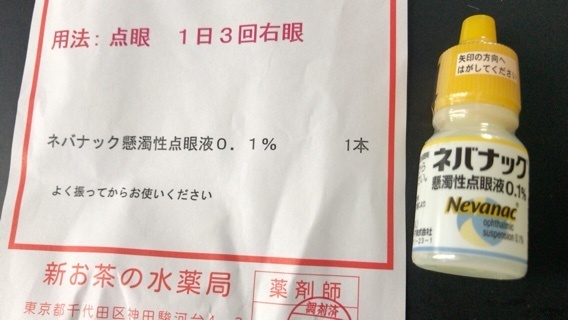 用法：点眼　１日３回右眼
ネバナック懸濁性点眼液０．１％　1本
よく振ってからお使いください
新お茶の水薬局
薬剤師
調剤済
東京都千代田区神田駿河台4
矢印の方向へ
はがしてください
ネバナック
懸濁性点眼液0.1%
Nevanac®
ophthalmic
suspension 0.1%